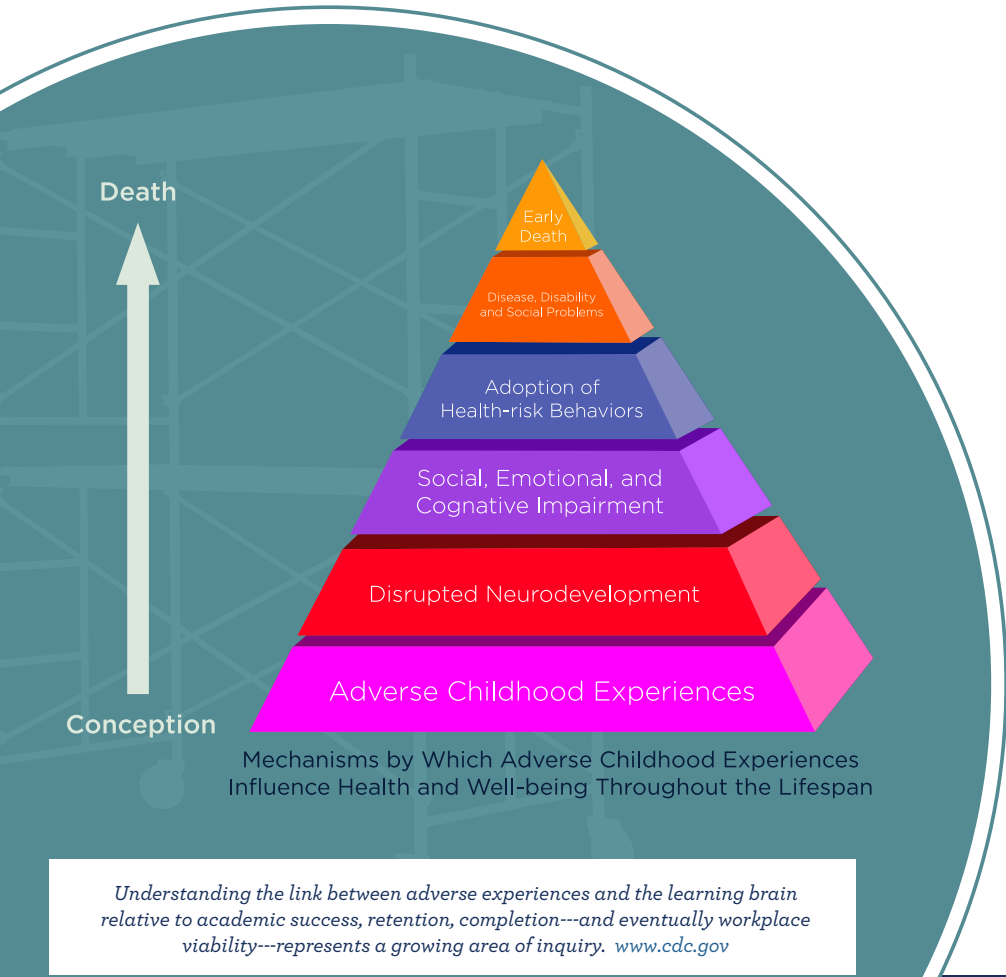 Death
Early
Death
Disease, Disability
and Social Problems
Adoption of
Health-risk Behaviors
Social, Emotional, and
Cognative Impairment
Disrupted Neurodevelopment
Adverse Childhood Experiences
Conception
Mechanisms by Which Adverse Childhood Experiences
Influence Health and Well-being Throughout the Lifespan
Understanding the link between adverse experiences and the learning brain
relative to academic success, retention, completion---and eventually workplace
viability---represents a growing area of inquiry. www.cdc.gov